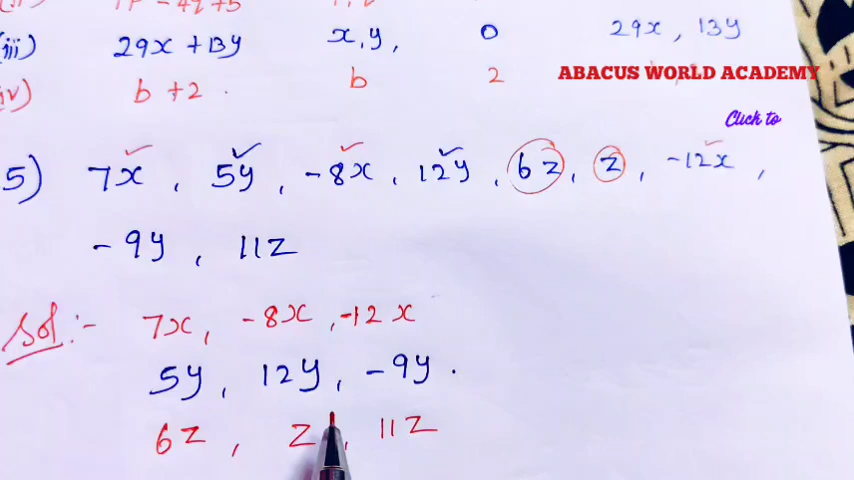 (iii) 29x + 13y x, y, 0 29x, 13y
iv) b + 2. b 2
ABACUS WORLD ACADEMY
Click to
5) 7x, 5y, -8x, 12y, 6z, z, -12x,
-9y, 11z
Sol:- 7x, -8x, -12x
5y, 12y, -9y.
6z, z, 11z